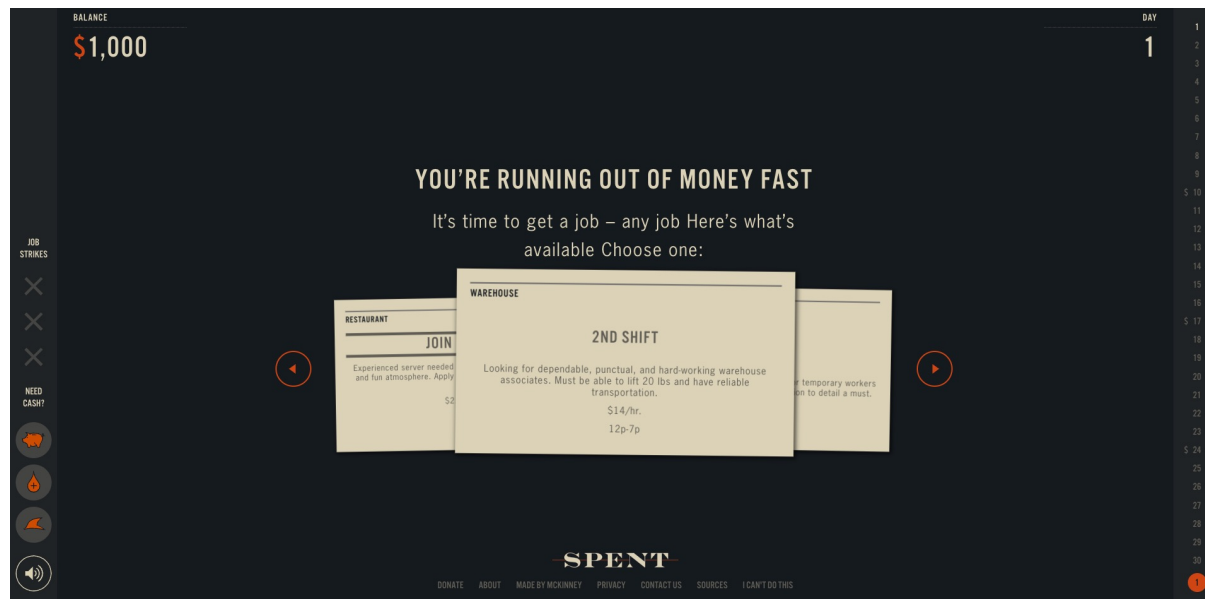 BALANCE
$1,000
DAY
1
YOU'RE RUNNING OUT OF MONEY FAST
It's time to get a job – any job Here's what's
available Choose one:
JOB
STRIKES
NEED
CASH?
RESTAURANT
JOIN
Experienced server needed
and fun atmosphere. Apply
$2
WAREHOUSE
2ND SHIFT
Looking for dependable, punctual, and hard-working warehouse
associates. Must be able to lift 20 lbs and have reliable
transportation.
$14/hr.
12p-7p
temporary workers
to detail a must.
SPENT
DONATE ABOUT MADE BY MCKINNEY PRIVACY CONTACT US SOURCES I CAN'T DO THIS
1
2
3
4
5
6
7
8
9
$ 10
11
12
13
14
15
16
$ 17
18
19
20
21
22
23
$ 24
25
26
27
28
29
30
1